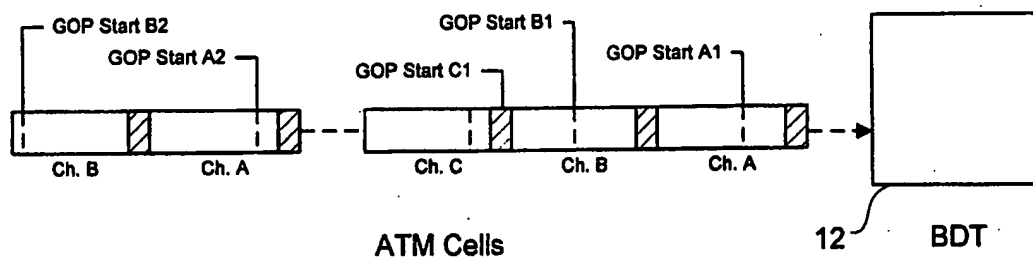 GOP Start B2
GOP Start A2
GOP Start C1
GOP Start B1
GOP Start A1
Ch. B
Ch. A
Ch. C
Ch. B
Ch. A
ATM Cells
12
BDT